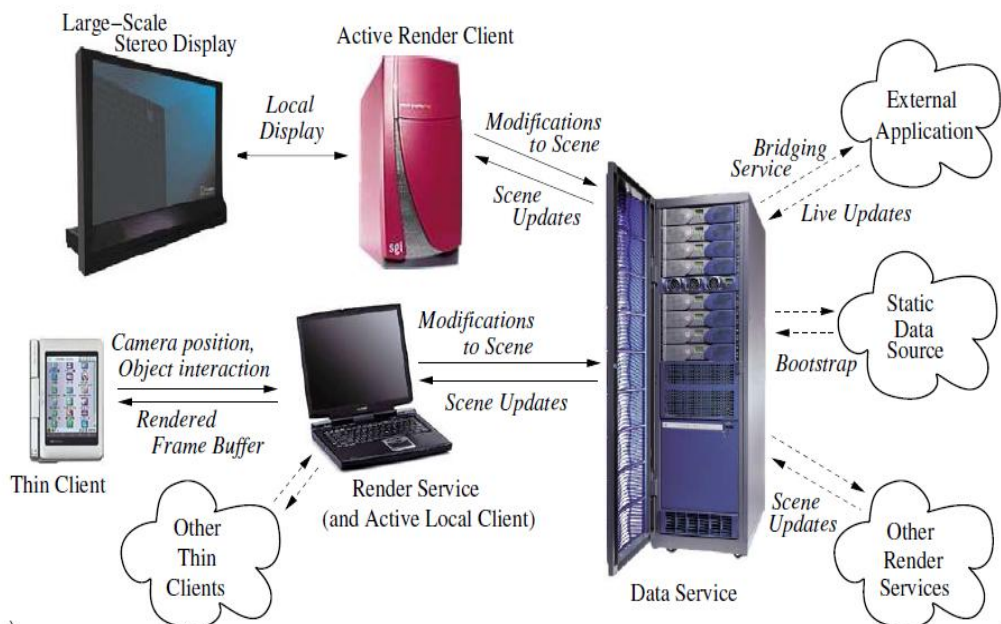 Large-Scale
Stereo Display
Active Render Client
Local
Display
Modifications
to Scene
Scene
Updates
sgi
External
Application
Bridging
Service
Live Updates
Static
Data
Source
Bootstrap
Camera position,
Object interaction
Rendered
Frame Buffer
Modifications
to Scene
Scene Updates
Thin Client
Other
Thin
Clients
Render Service
(and Active Local Client)
Data Service
Scene
Updates
Other
Render
Services